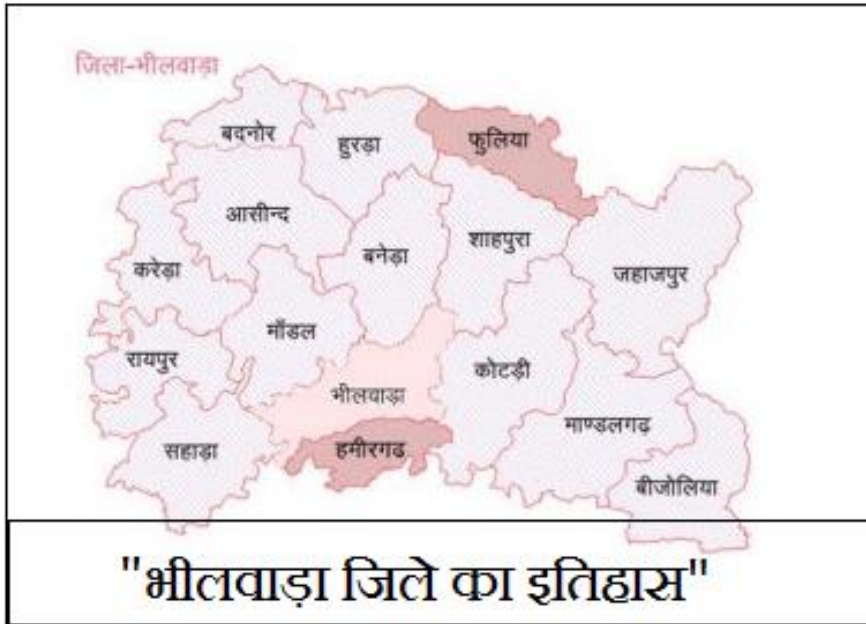 जिला-भीलवाड़ा
बदनोर
हुरड़ा
फुलिया
आसीन्द
करेड़ा
बनेड़ा
शाहपुरा
जहाजपुर
माँडल
रायपुर
कोटड़ी
भीलवाड़ा
माण्डलगढ़
सहाड़ा
हमीरगढ
बीजोलिया
"भीलवाड़ा जिले का इतिहास"